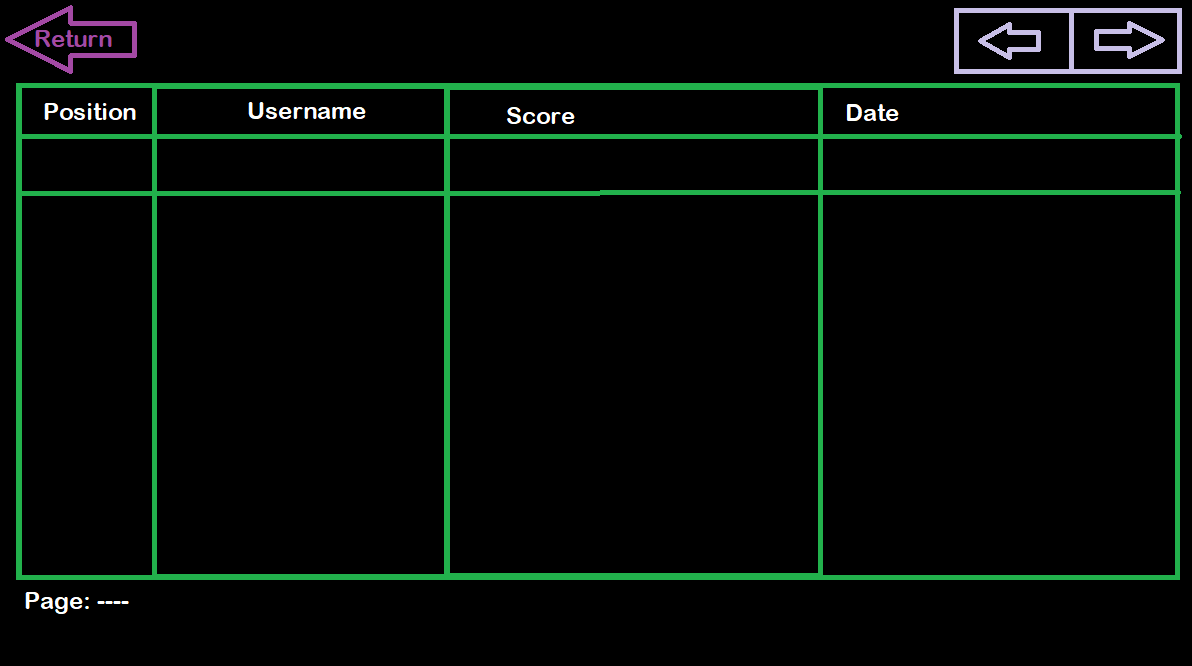 Return
Position Username Score Date
Page: ----